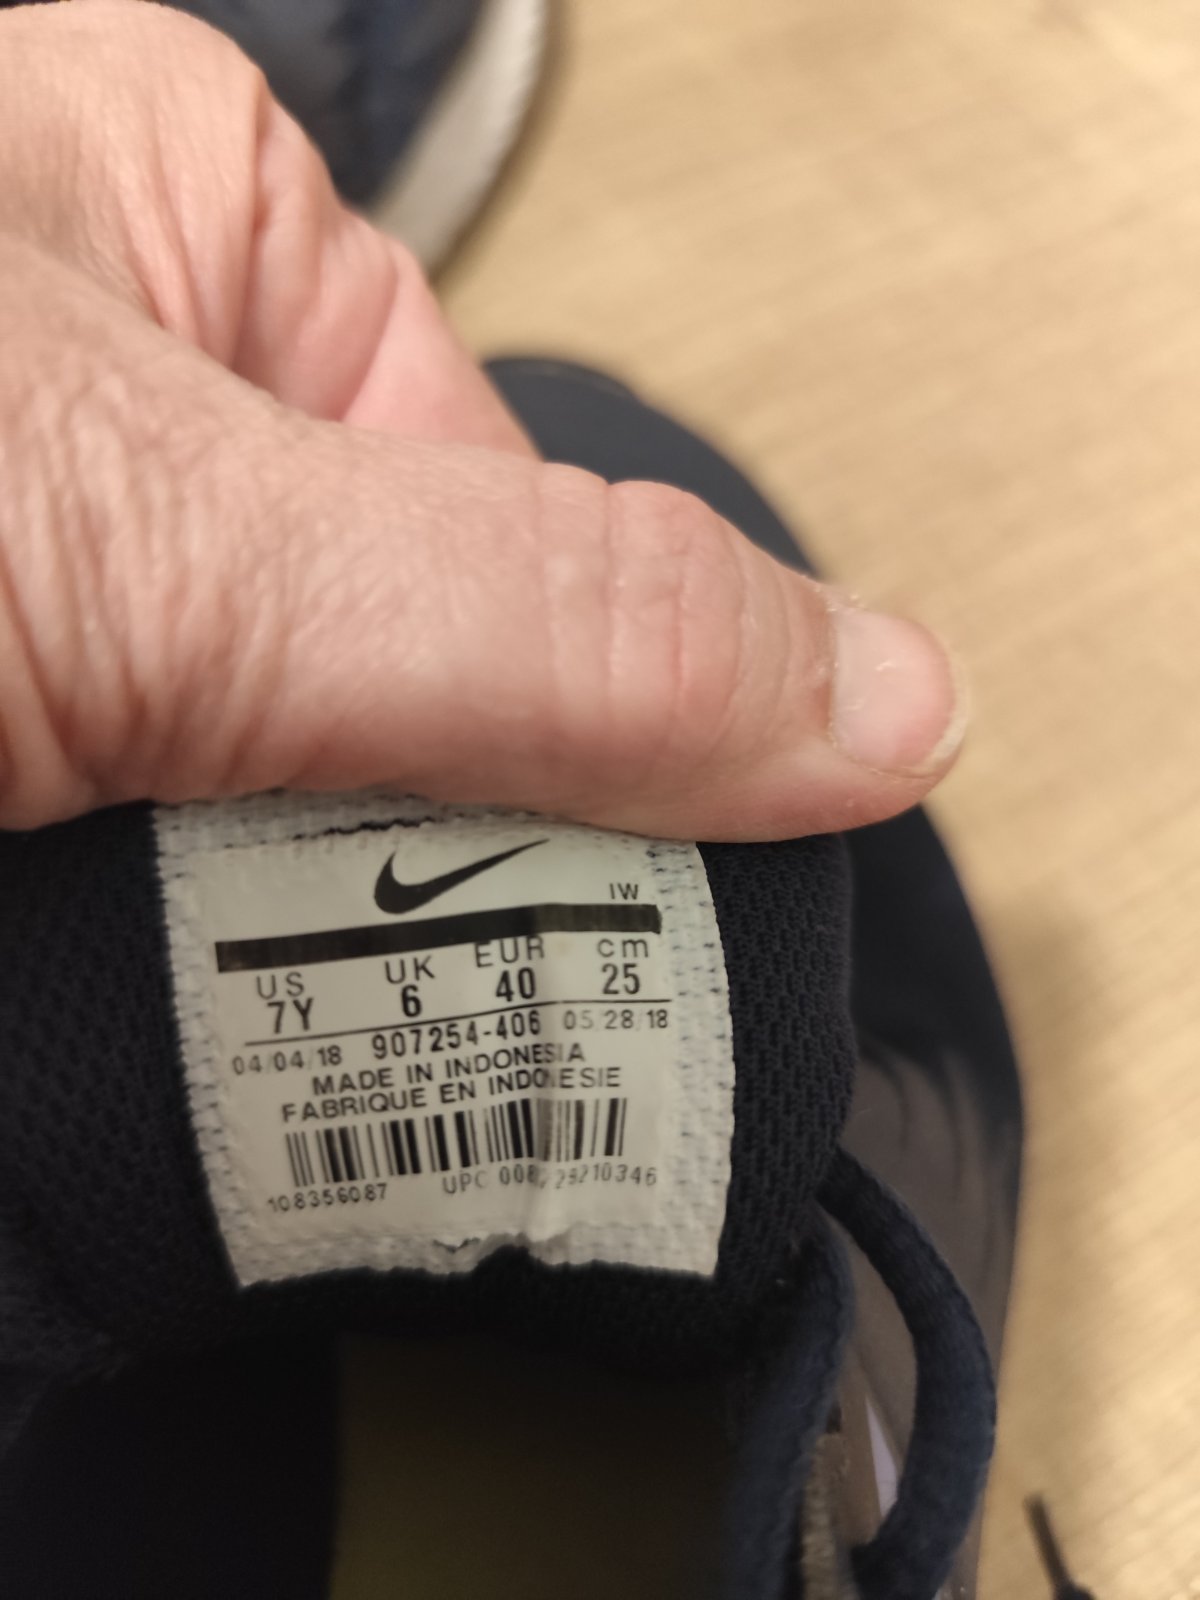 IW
US UK EUR cm
7Y 6 40 25
04/04/18 907254-406 05/28/18
MADE IN INDONESIA
FABRIQUE EN INDONESIE
108356087 UPC